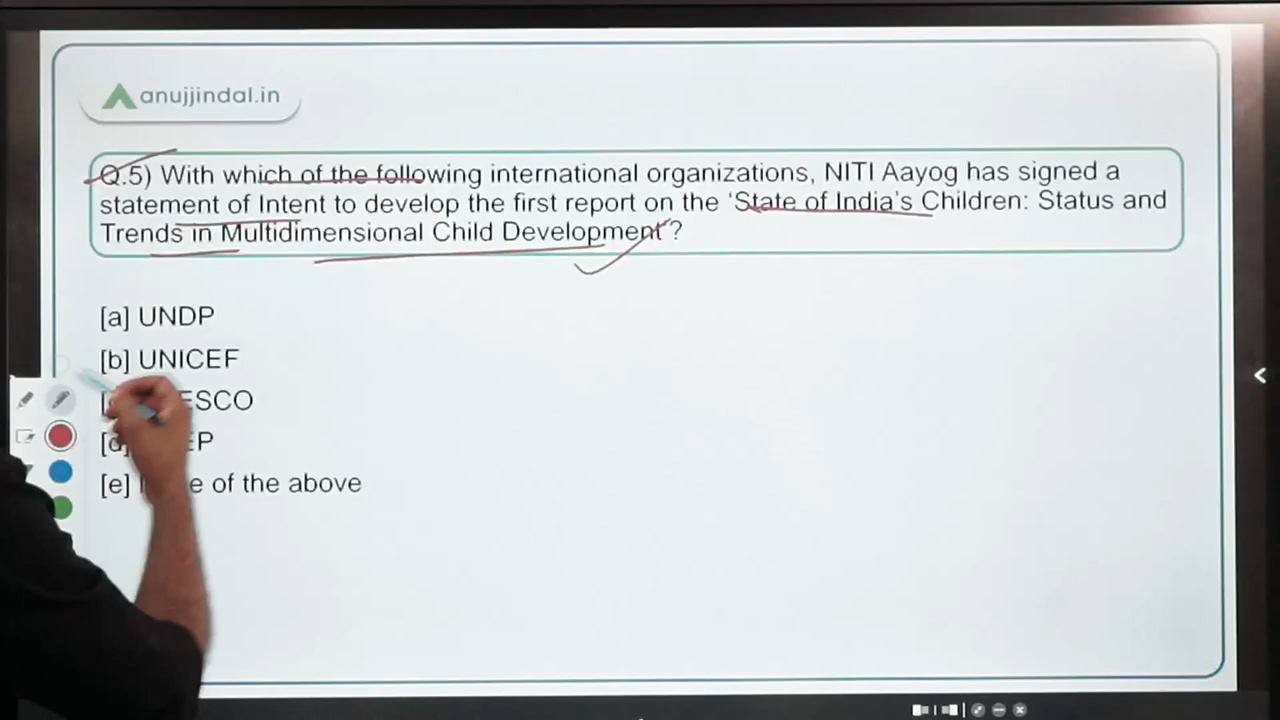 anujjindal.in
Q.5) With which of the following international organizations, NITI Aayog has signed a
statement of Intent to develop the first report on the ‘State of India’s Children: Status and
Trends in Multidimensional Child Development’?
[a] UNDP
[b] UNICEF
ESCO
EP
[e] e of the above